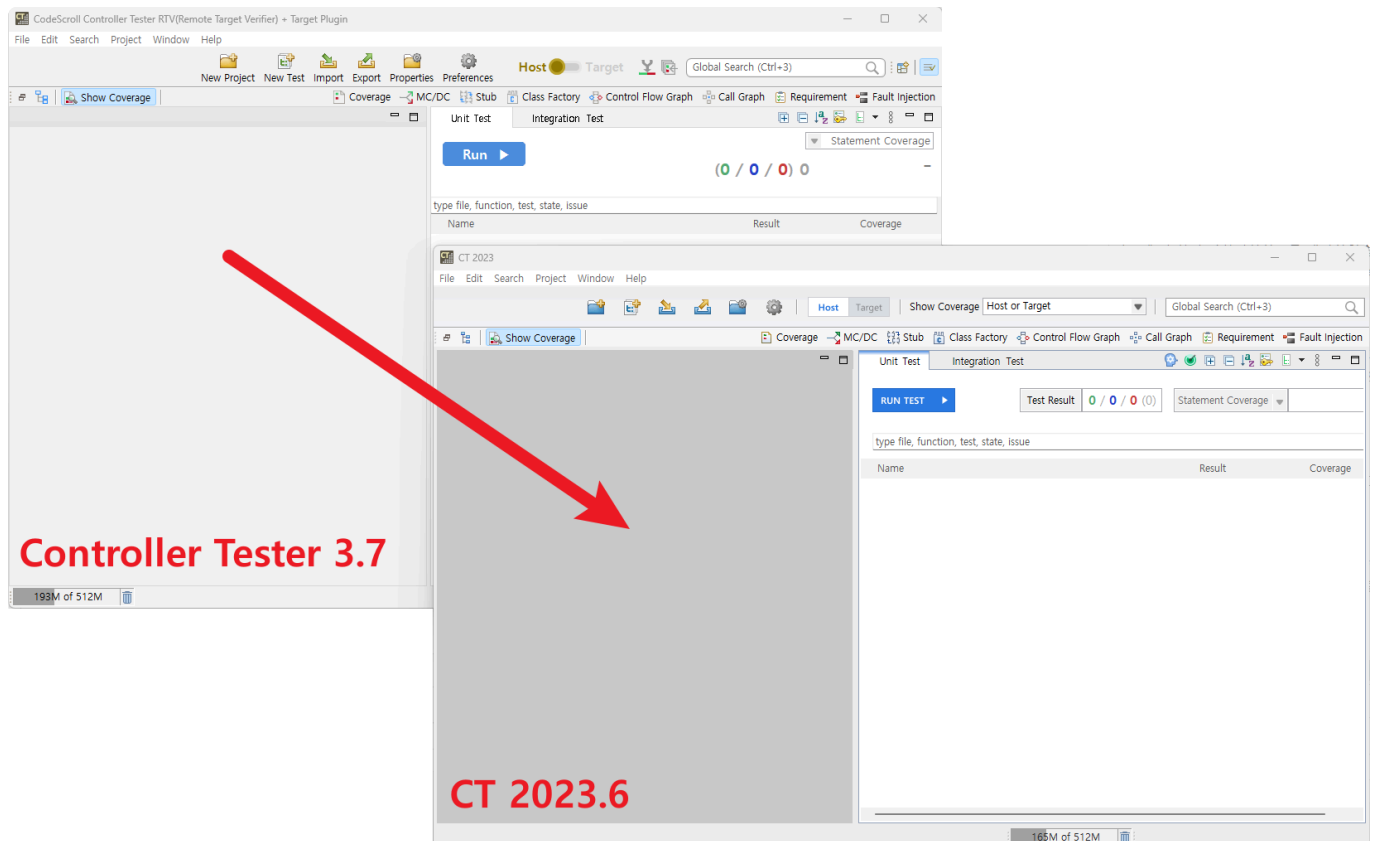 CodeScroll Controller Tester RTV(Remote Target Verifier) + Target Plugin
File Edit Search Project Window Help
New Project New Test Import Export Properties Preferences Host Target Global Search (Ctrl+3)
Show Coverage Coverage MC/DC Stub Class Factory Control Flow Graph Call Graph Requirement Fault Injection
Unit Test Integration Test
Statement Coverage
Run
(0 / 0 / 0) 0 –
type file, function, test, state, issue
Name Result Coverage
Controller Tester 3.7
193M of 512M
CT 2023
File Edit Search Project Window Help
Host Target Show Coverage Host or Target Global Search (Ctrl+3)
Show Coverage Coverage MC/DC Stub Class Factory Control Flow Graph Call Graph Requirement Fault Injection
Unit Test Integration Test
RUN TEST Test Result 0 / 0 / 0 (0) Statement Coverage
type file, function, test, state, issue
Name Result Coverage
CT 2023.6
165M of 512M